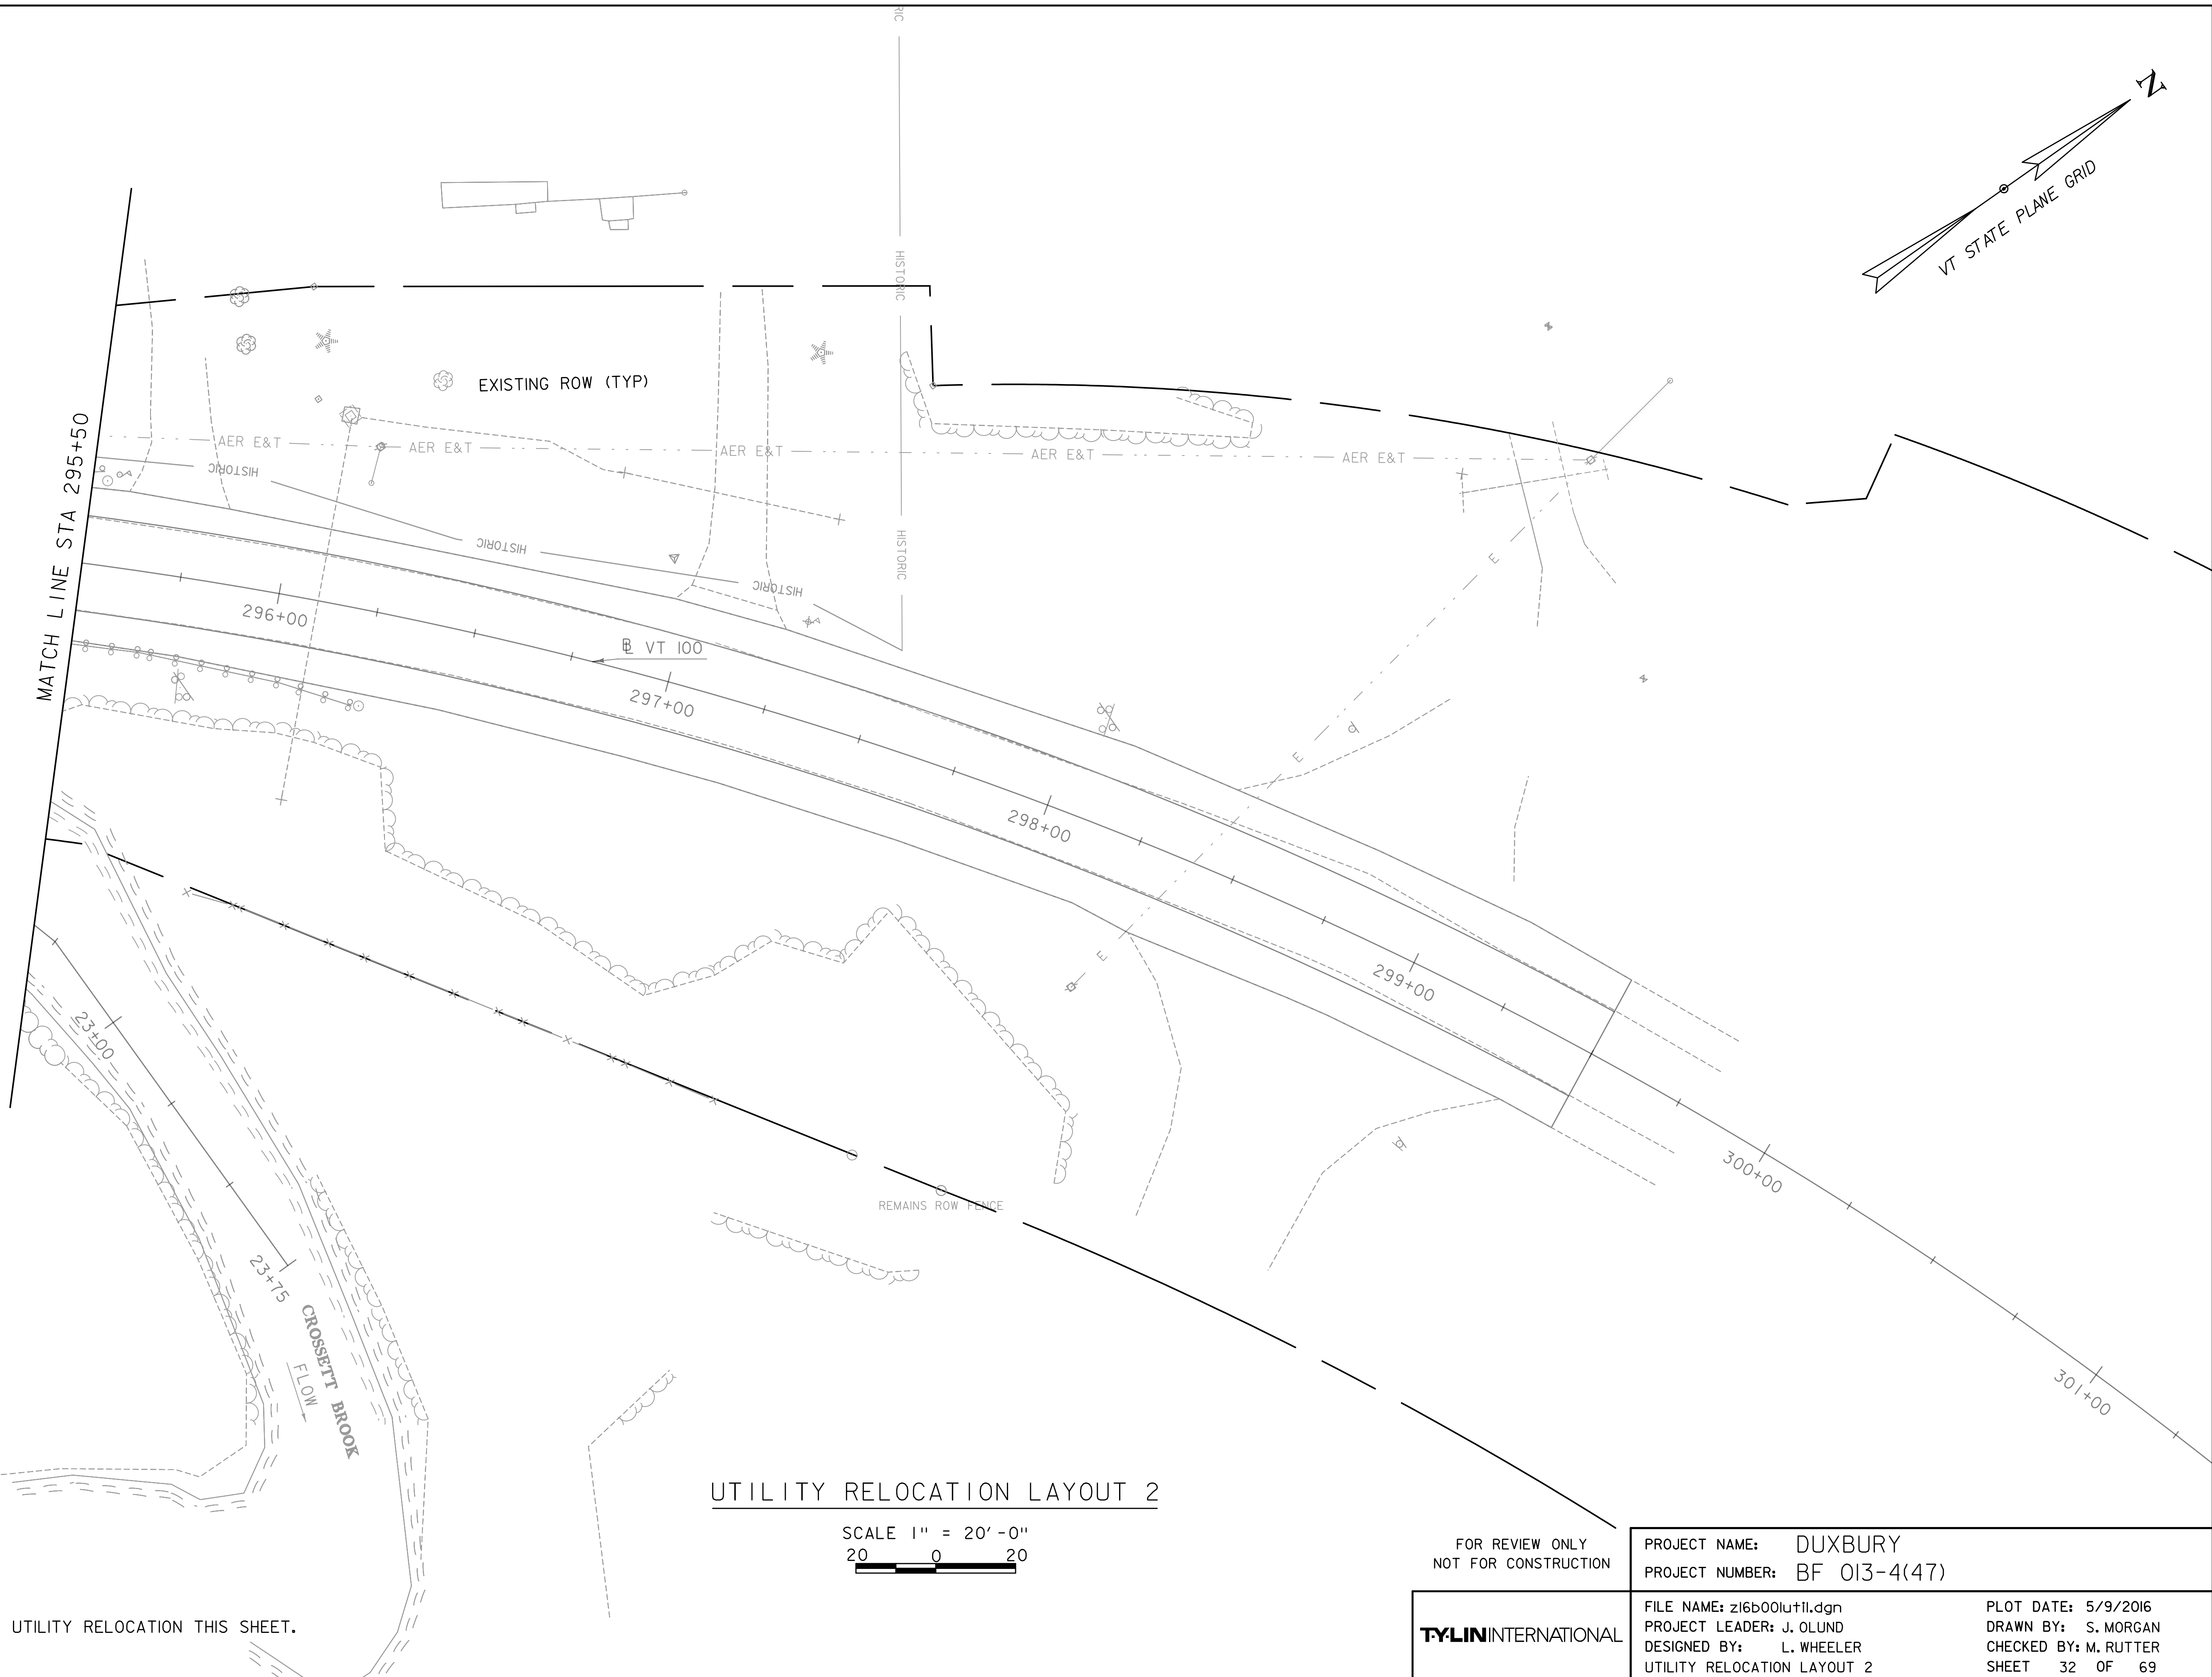 RIC
N
VT STATE PLANE GRID
HISTORIC
EXISTING ROW (TYP)
MATCH LINE STA 295+50
AER E&T
AER E&T
AER E&T
AER E&T
AER E&T
HISTORIC
HISTORIC
HISTORIC
HISTORIC
E
296+00
BL VT 100
297+00
E
298+00
E
299+00
23+00
300+00
REMAINS ROW FENCE
23+75
301+00
CROSSETT BROOK
FLOW
UTILITY RELOCATION LAYOUT 2
SCALE 1" = 20'-0"
20 0 20
FOR REVIEW ONLY
NOT FOR CONSTRUCTION
PROJECT NAME: DUXBURY
PROJECT NUMBER: BF 013-4(47)
UTILITY RELOCATION THIS SHEET.
TYLININTERNATIONAL
FILE NAME: z16b001util.dgn PLOT DATE: 5/9/2016
PROJECT LEADER: J. OLUND DRAWN BY: S. MORGAN
DESIGNED BY: L. WHEELER CHECKED BY: M. RUTTER
UTILITY RELOCATION LAYOUT 2 SHEET 32 OF 69